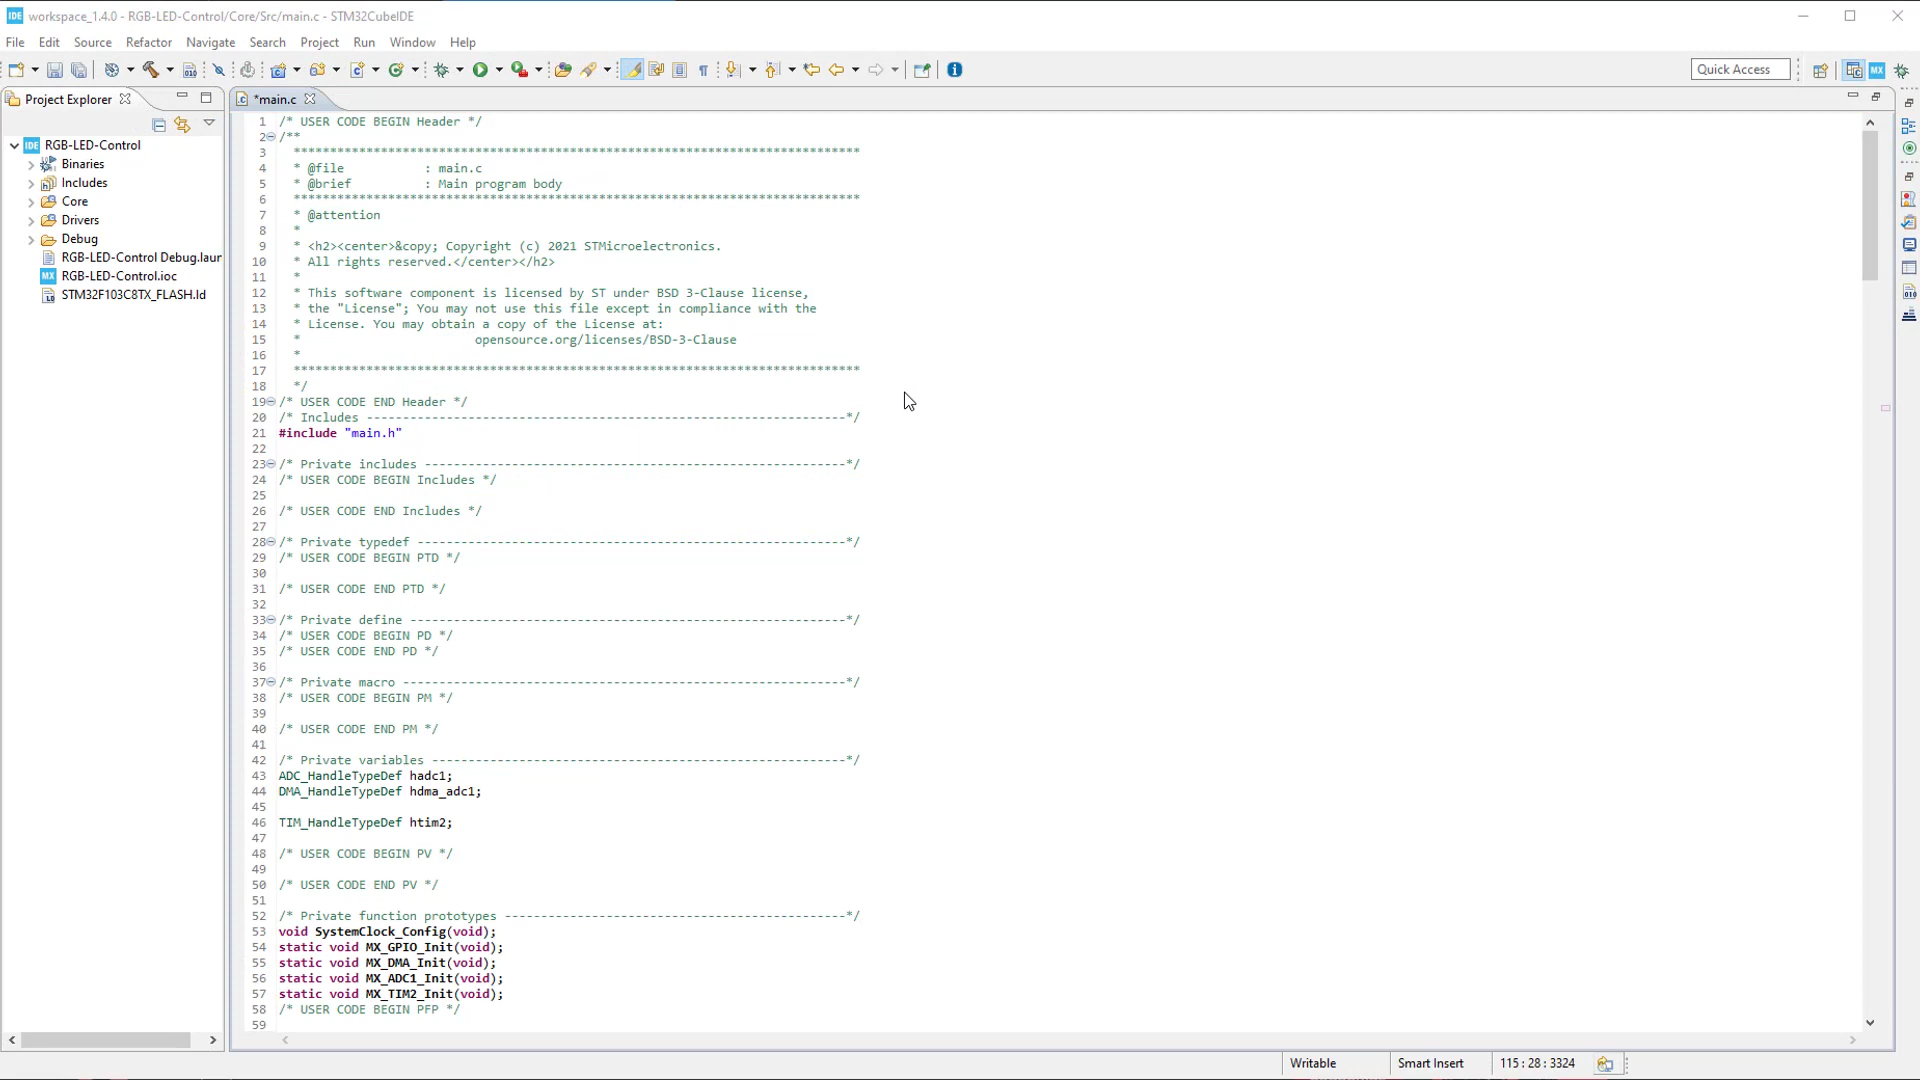 IDE workspace_1.4.0 - RGB-LED-Control/Core/Src/main.c - STM32CubeIDE
File Edit Source Refactor Navigate Search Project Run Window Help
Quick Access
MX
Project Explorer
*main.c
IDE RGB-LED-Control
Binaries
Includes
Core
Drivers
Debug
RGB-LED-Control Debug.laun
MX RGB-LED-Control.ioc
STM32F103C8TX_FLASH.ld
1 /* USER CODE BEGIN Header */
2 /**
3 ******************************************************************************
4 * @file           : main.c
5 * @brief          : Main program body
6 ******************************************************************************
7 * @attention
8 *
9 * <h2><center>&copy; Copyright (c) 2021 STMicroelectronics.
10 * All rights reserved.</center></h2>
11 *
12 * This software component is licensed by ST under BSD 3-Clause license,
13 * the "License"; You may not use this file except in compliance with the
14 * License. You may obtain a copy of the License at:
15 *                        opensource.org/licenses/BSD-3-Clause
16 *
17 ******************************************************************************
18 */
19 /* USER CODE END Header */
20 /* Includes ------------------------------------------------------------------*/
21 #include "main.h"
22
23 /* Private includes ----------------------------------------------------------*/
24 /* USER CODE BEGIN Includes */
25
26 /* USER CODE END Includes */
27
28 /* Private typedef -----------------------------------------------------------*/
29 /* USER CODE BEGIN PTD */
30
31 /* USER CODE END PTD */
32
33 /* Private define ------------------------------------------------------------*/
34 /* USER CODE BEGIN PD */
35 /* USER CODE END PD */
36
37 /* Private macro -------------------------------------------------------------*/
38 /* USER CODE BEGIN PM */
39
40 /* USER CODE END PM */
41
42 /* Private variables ---------------------------------------------------------*/
43 ADC_HandleTypeDef hadc1;
44 DMA_HandleTypeDef hdma_adc1;
45
46 TIM_HandleTypeDef htim2;
47
48 /* USER CODE BEGIN PV */
49
50 /* USER CODE END PV */
51
52 /* Private function prototypes -----------------------------------------------*/
53 void SystemClock_Config(void);
54 static void MX_GPIO_Init(void);
55 static void MX_DMA_Init(void);
56 static void MX_ADC1_Init(void);
57 static void MX_TIM2_Init(void);
58 /* USER CODE BEGIN PFP */
59
Writable Smart Insert 115 : 28 : 3324